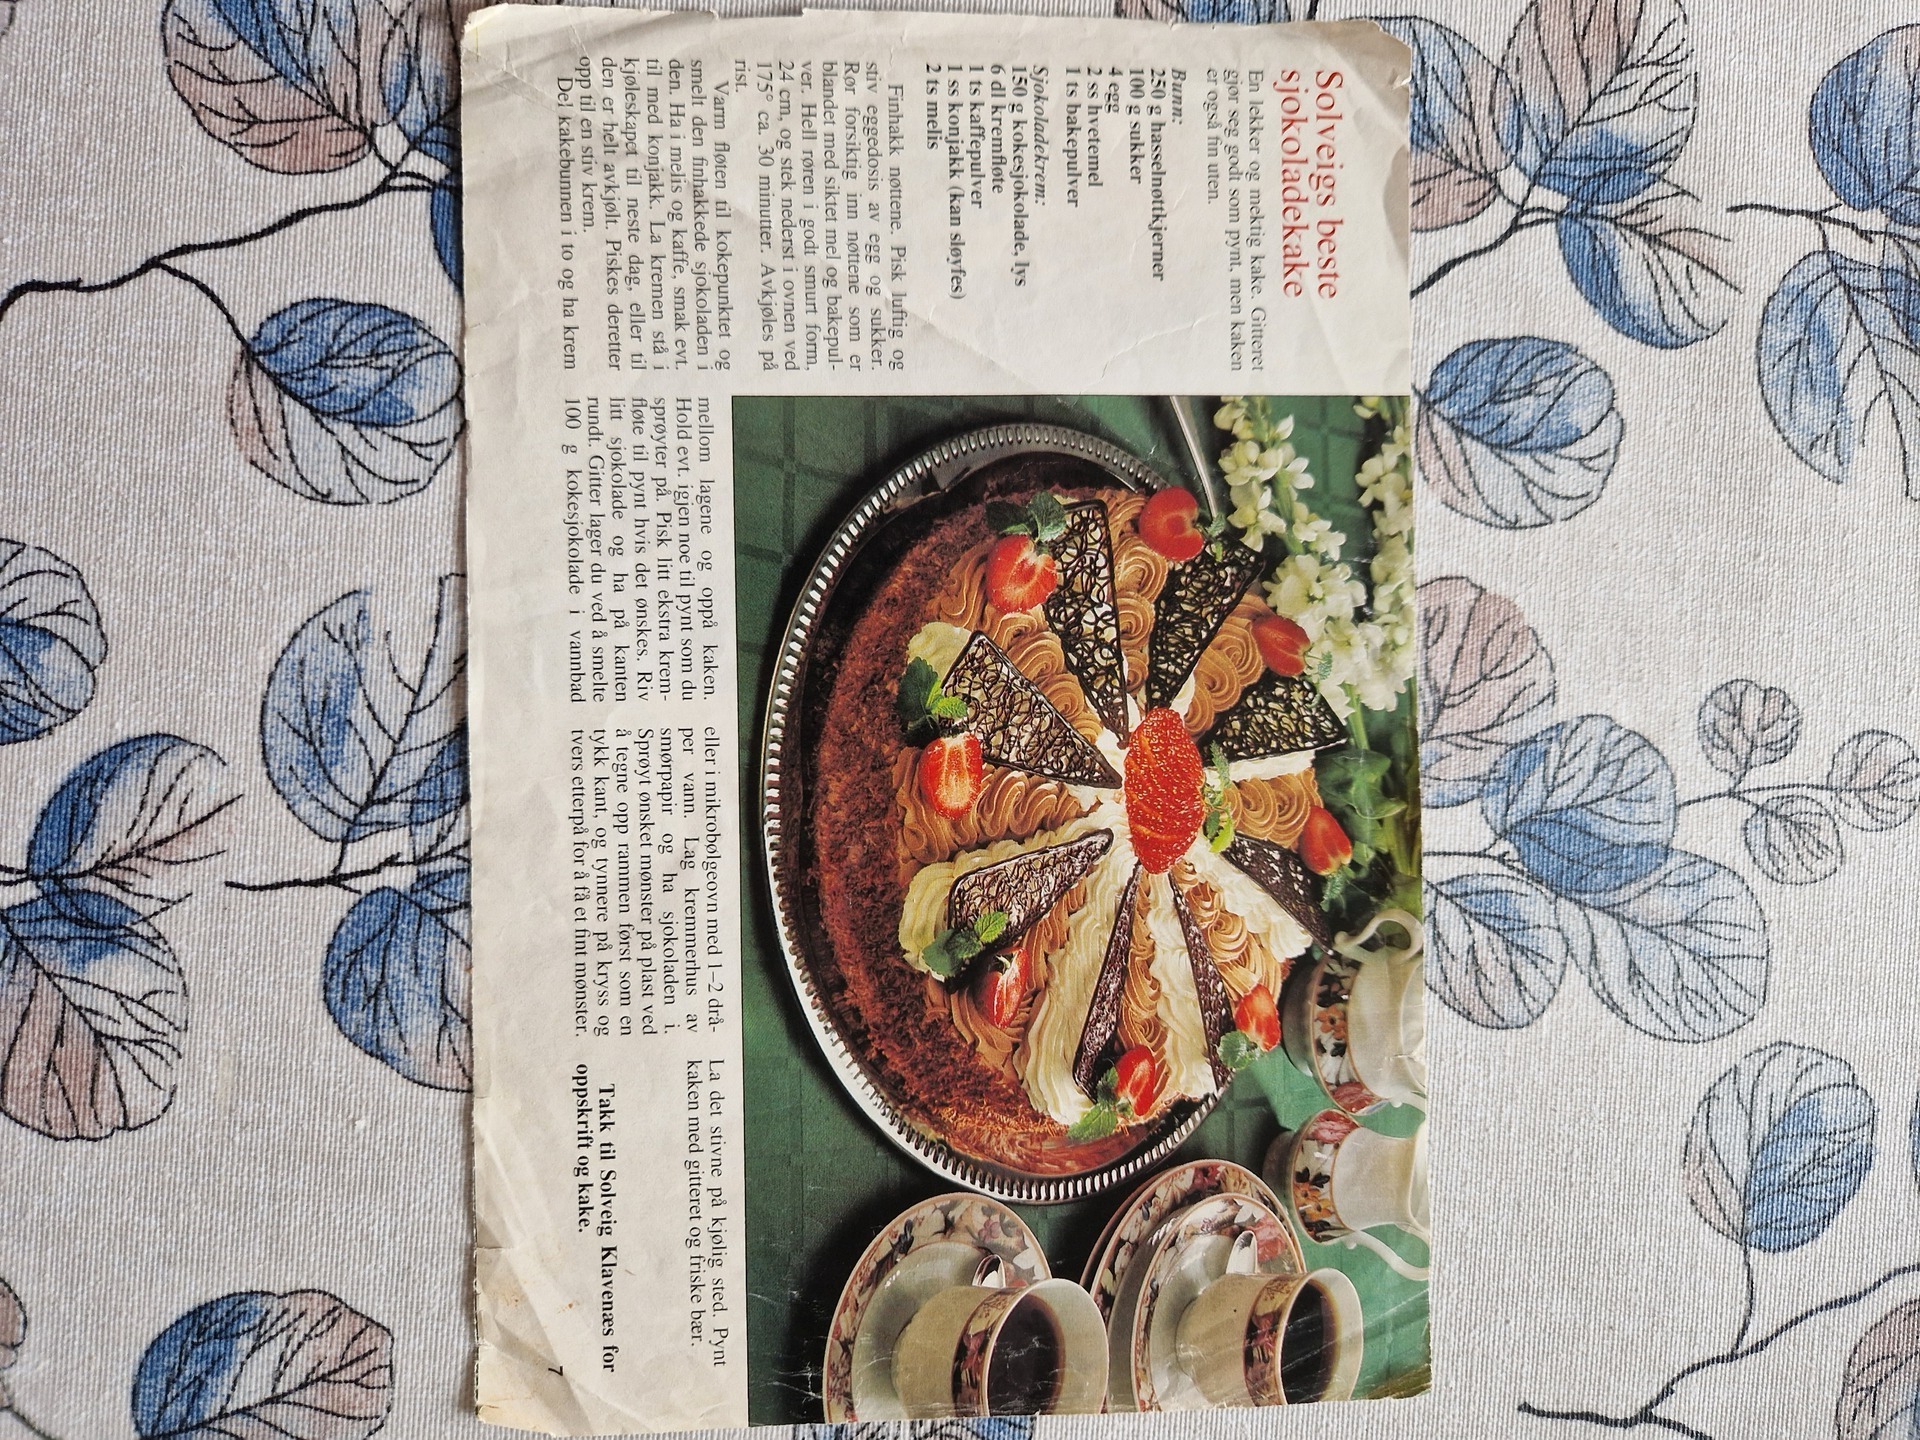 Solveigs beste
sjokoladekake
En lekker og mektig kake. Gitteret
gjør seg godt som pynt, men kaken
er også fin uten.
Bunn:
250 g hasselnøttkjerner
100 g sukker
4 egg
2 ss hvetemel
1 ts bakepulver
Sjokoladekrem:
150 g kokesjokolade, lys
6 dl kremfløte
1 ts kaffepulver
1 ss konjakk (kan sløyfes)
2 ts melis
Finhakk nøttene. Pisk luftig og
stiv eggedosis av egg og sukker.
Rør forsiktig inn nøttene som er
blandet med siktet mel og bakepul-
ver. Hell røren i godt smurt form,
24 cm, og stek nederst i ovnen ved
175° ca. 30 minutter. Avkjøles på
rist.
Varm fløten til kokepunktet og
smelt den finhakkede sjokoladen i
den. Ha i melis og kaffe, smak evt.
til med konjakk. La kremen stå i
kjøleskapet til neste dag, eller til
den er helt avkjølt. Piskes deretter
opp til en stiv krem.
Del kakebunnen i to og ha krem
mellom lagene og oppå kaken.
Hold evt. igjen noe til pynt som du
sprøyter på. Pisk litt ekstra krem-
fløte til pynt hvis det ønskes. Riv
litt sjokolade og ha på kanten
rundt. Gitter lager du ved å smelte
100 g kokesjokolade i vannbad
eller i mikrobølgeovn med 1–2 drå-
per vann. Lag kremmerhus av
smørpapir og ha sjokoladen i.
Sprøyt ønsket mønster på plast ved
å tegne opp rammen først som en
tykk kant, og tynnere på kryss og
tvers etterpå for å få et fint mønster.
La det stivne på kjølig sted. Pynt
kaken med gitteret og friske bær.
Takk til Solveig Klavenæs for
oppskrift og kake.
7